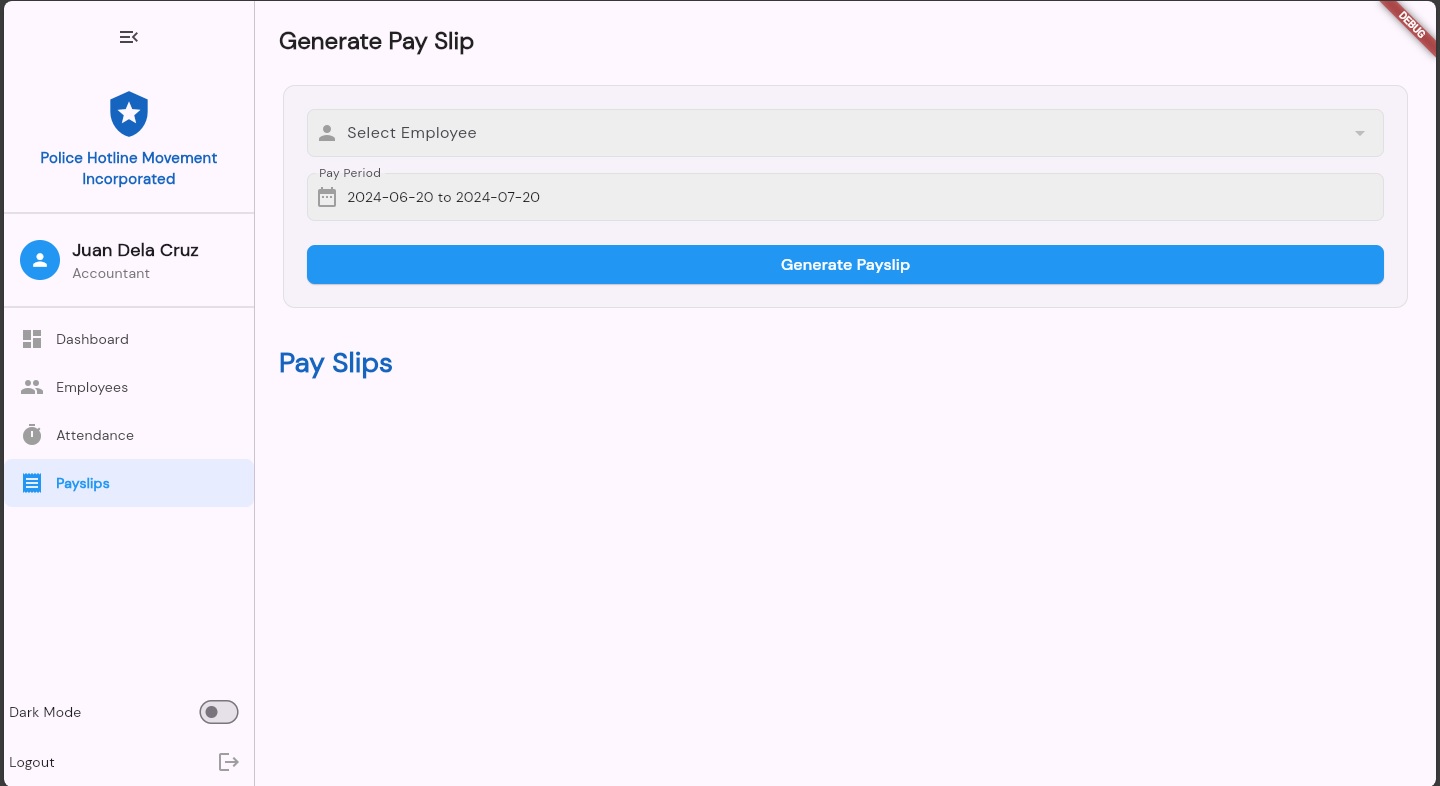 Police Hotline Movement
Incorporated
Juan Dela Cruz
Accountant
Dashboard
Employees
Attendance
Payslips
Dark Mode
Logout
Generate Pay Slip
DEBUG
Select Employee
Pay Period
2024-06-20 to 2024-07-20
Generate Payslip
Pay Slips